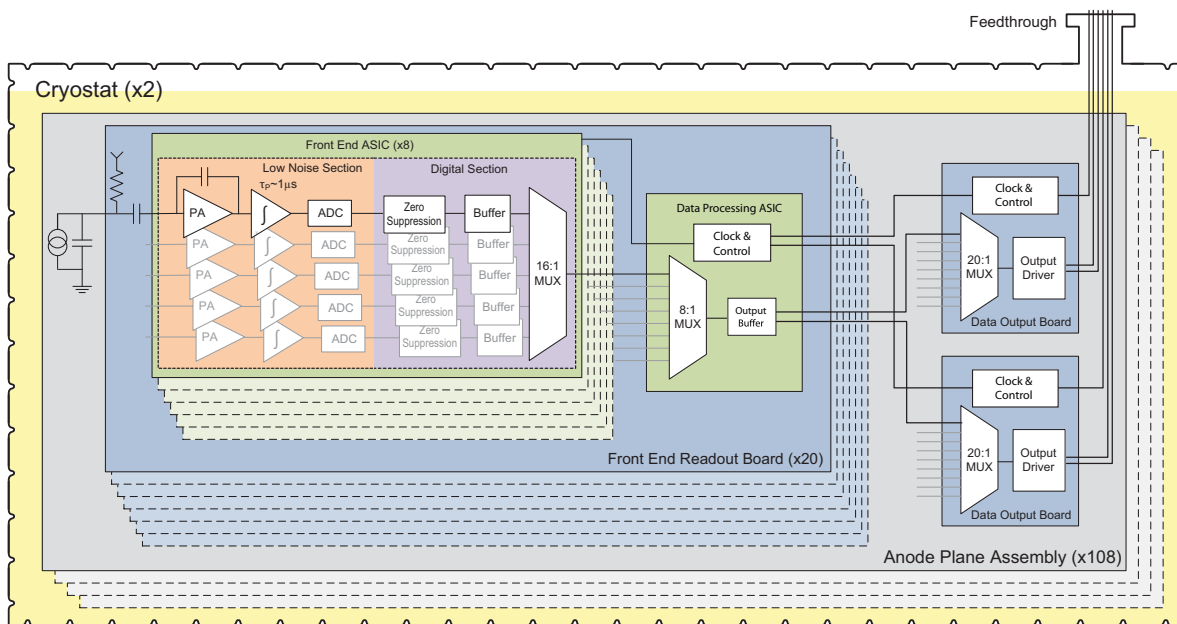 Feedthrough
Cryostat (x2)
Front End ASIC (x8)
Low Noise Section
τP~1µs
Digital Section
PA
∫
ADC
Zero
Suppression
Buffer
PA
∫
ADC
Zero
Suppression
Buffer
PA
∫
ADC
Zero
Suppression
Buffer
PA
∫
ADC
Zero
Suppression
Buffer
PA
∫
ADC
Zero
Suppression
Buffer
16:1
MUX
Data Processing ASIC
Clock &
Control
8:1
MUX
Output
Buffer
Clock &
Control
20:1
MUX
Output
Driver
Data Output Board
Clock &
Control
20:1
MUX
Output
Driver
Data Output Board
Front End Readout Board (x20)
Anode Plane Assembly (x108)